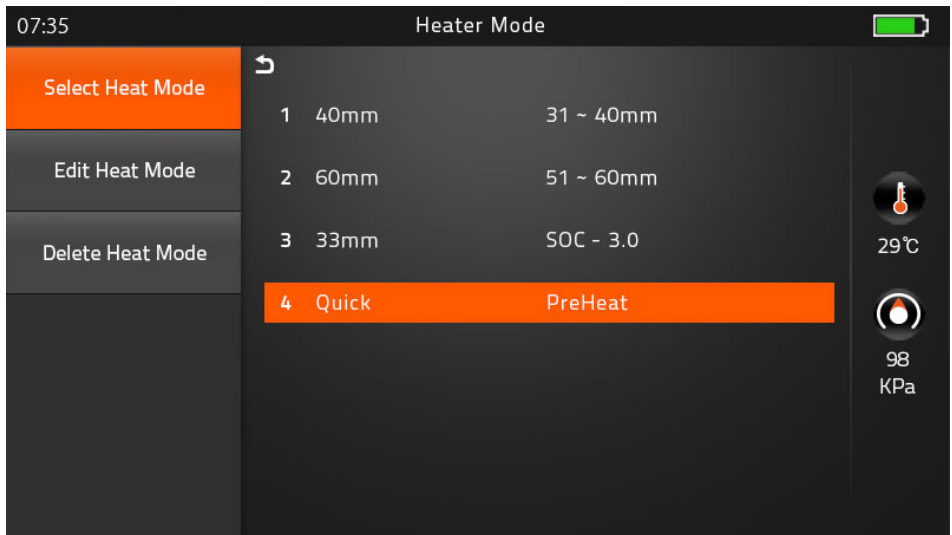 07:35 Heater Mode
Select Heat Mode
Edit Heat Mode
Delete Heat Mode
1 40mm 31 ~ 40mm
2 60mm 51 ~ 60mm
3 33mm SOC - 3.0
4 Quick PreHeat
29℃
98
KPa